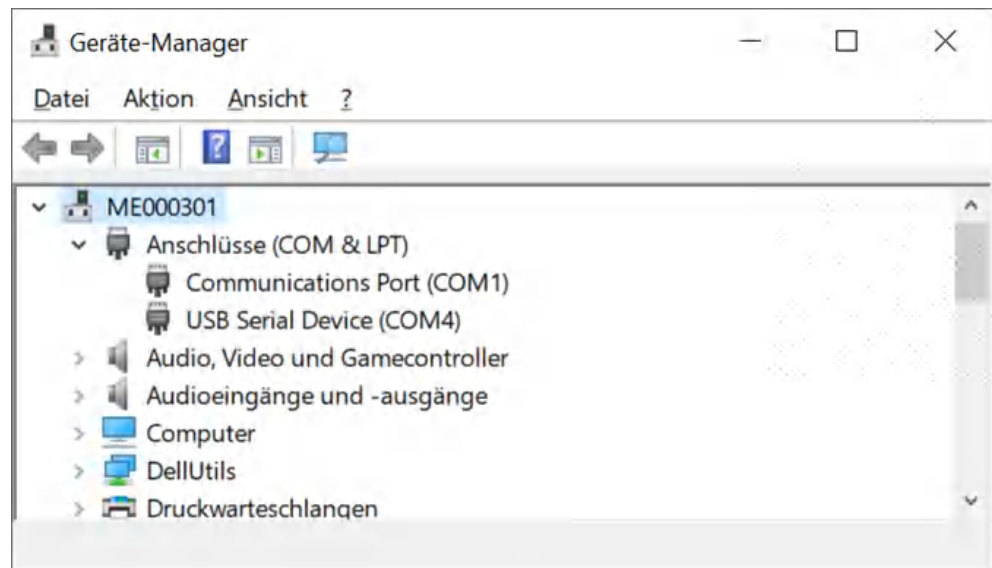 Geräte-Manager
Datei Aktion Ansicht ?
ME000301
Anschlüsse (COM & LPT)
Communications Port (COM1)
USB Serial Device (COM4)
Audio, Video und Gamecontroller
Audioeingänge und -ausgänge
Computer
DellUtils
Druckwarteschlangen